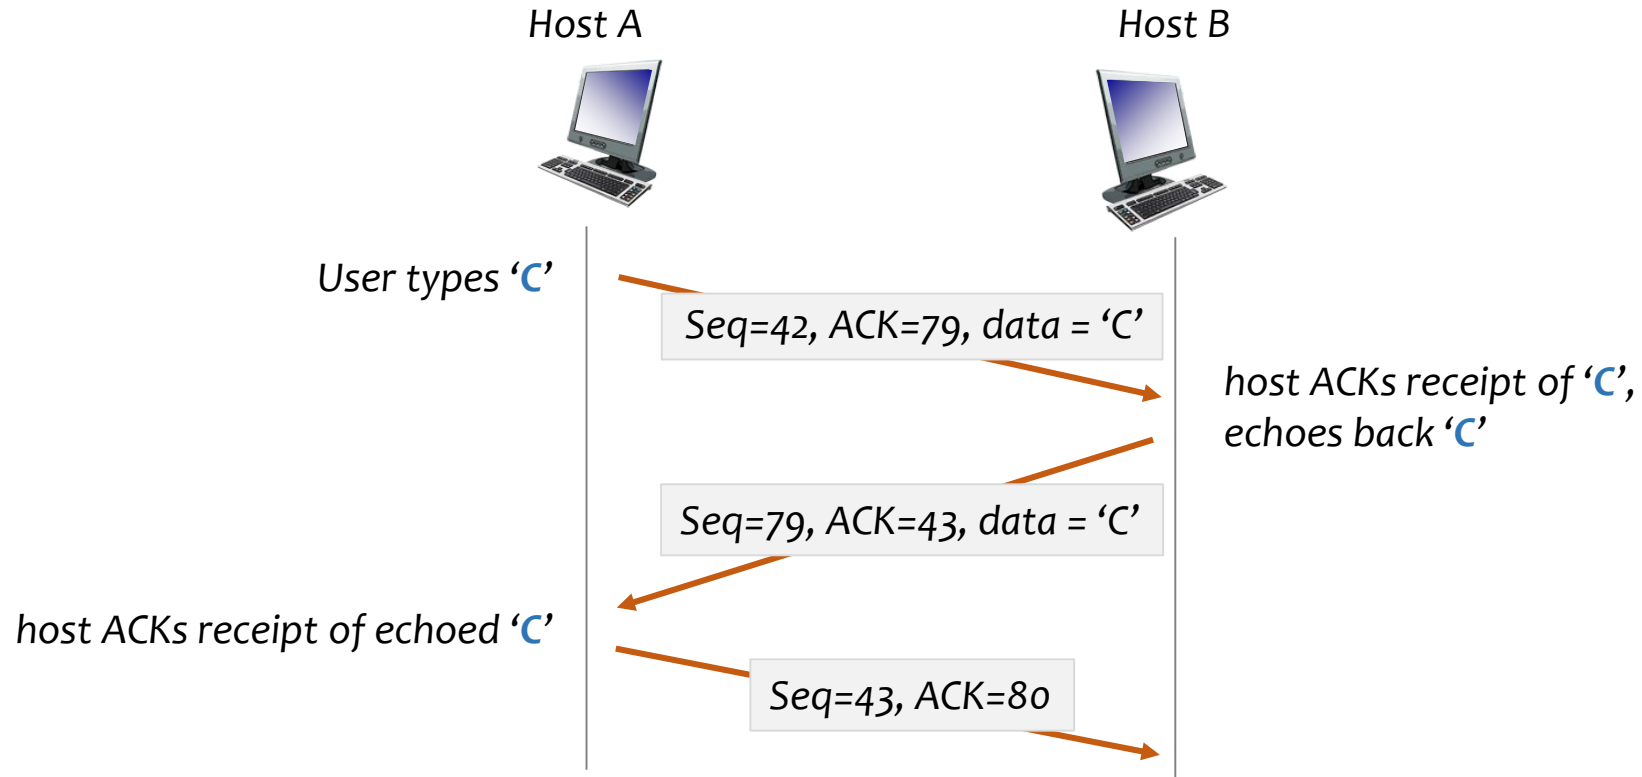 Host A
Host B
User types ‘C’
Seq=42, ACK=79, data = ‘C’
host ACKs receipt of ‘C’,
echoes back ‘C’
Seq=79, ACK=43, data = ‘C’
host ACKs receipt of echoed ‘C’
Seq=43, ACK=80